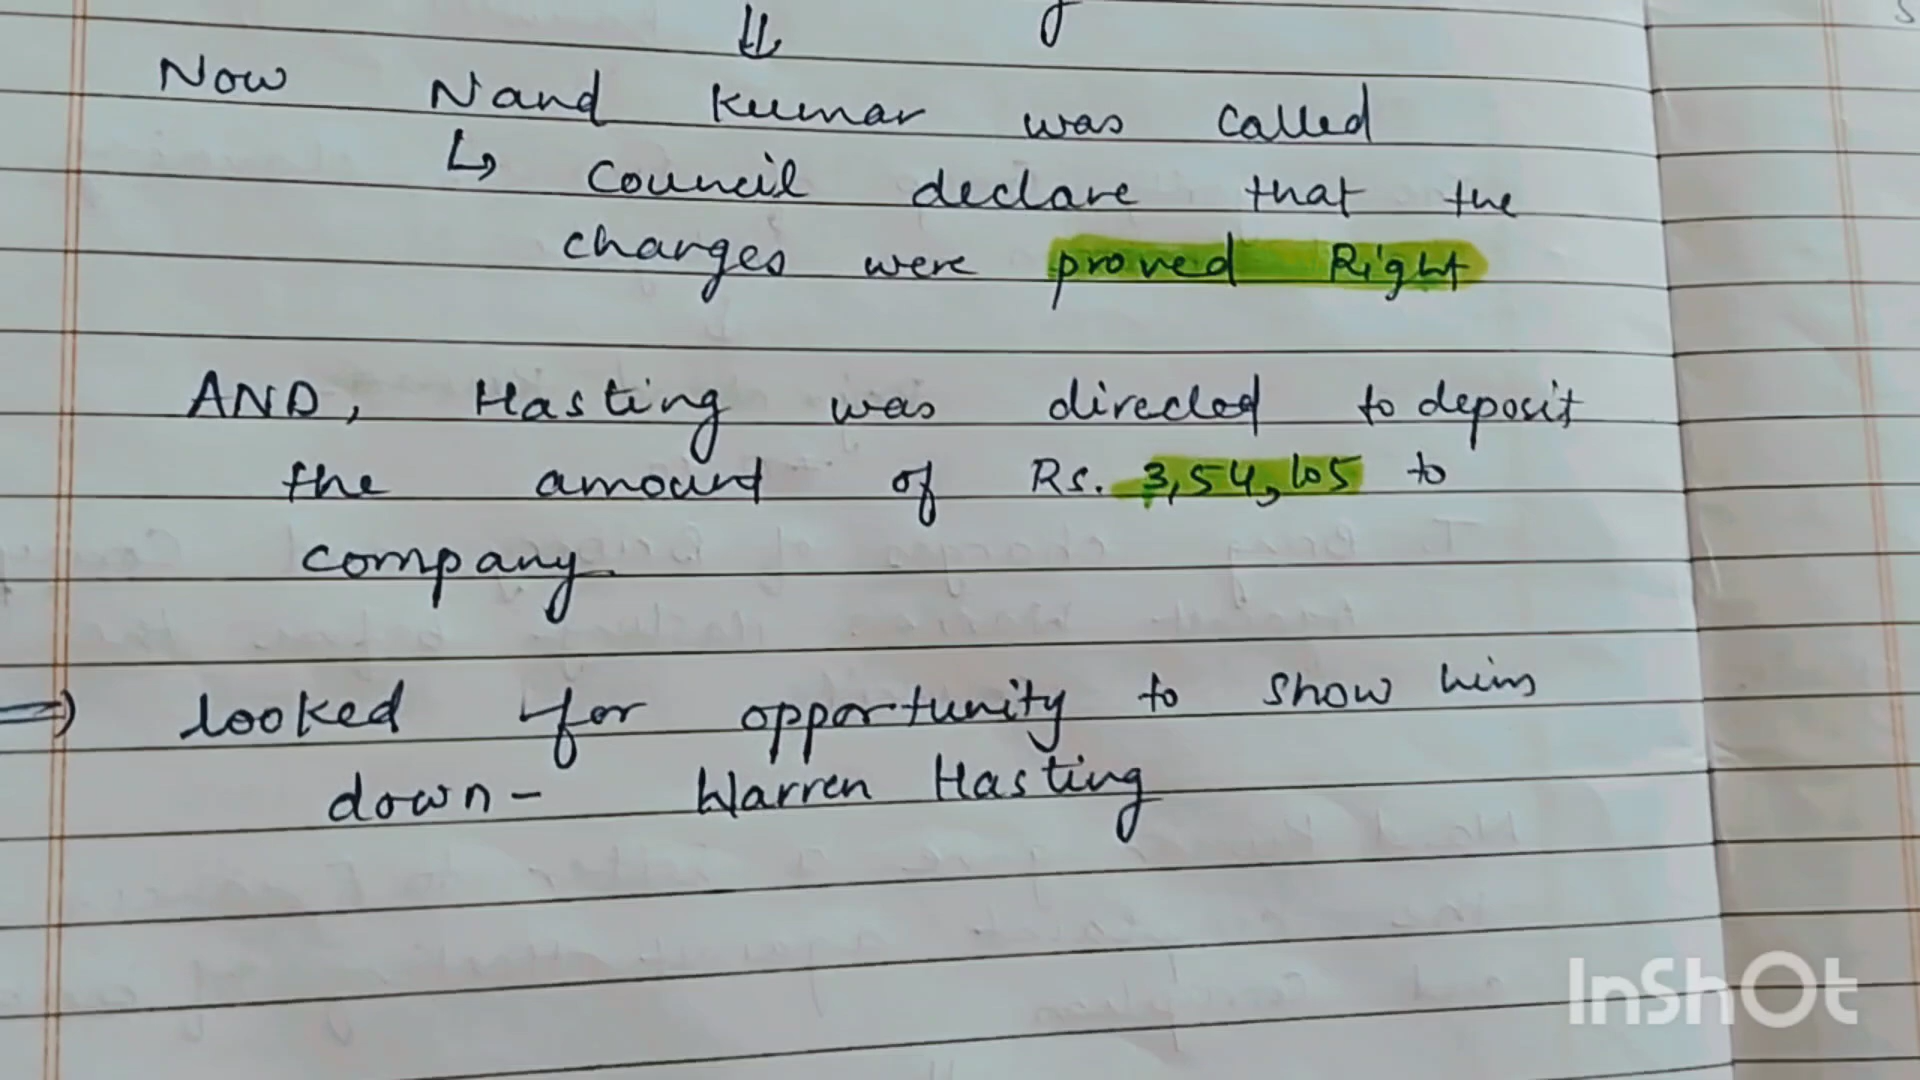 Now Nand Kumar was called
↳ Council declare that the
charges were proved Right
AND, Hasting was directed to deposit
the amount of Rs. 3,54,105 to
company.
⇒ looked for opportunity to show him
down- Warren Hasting
InShOt